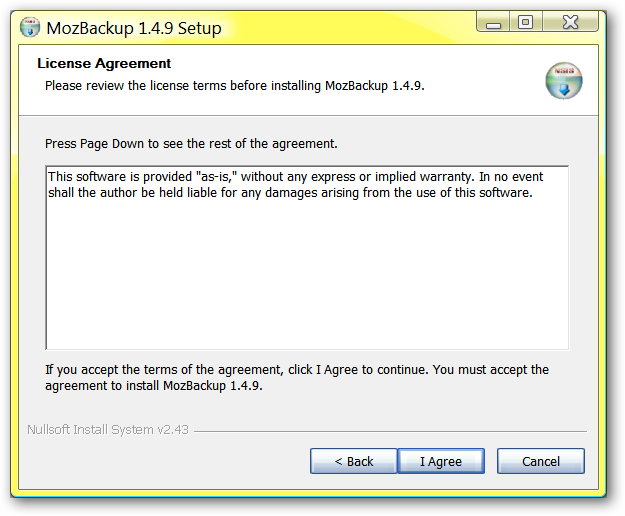 MozBackup 1.4.9 Setup
License Agreement
Please review the license terms before installing MozBackup 1.4.9.
Press Page Down to see the rest of the agreement.
This software is provided "as-is," without any express or implied warranty. In no event
shall the author be held liable for any damages arising from the use of this software.
If you accept the terms of the agreement, click I Agree to continue. You must accept the
agreement to install MozBackup 1.4.9.
Nullsoft Install System v2.43
< Back
I Agree
Cancel